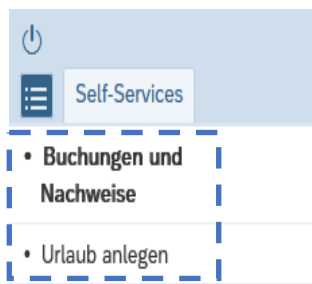 Self-Services
• Buchungen und
Nachweise
• Urlaub anlegen